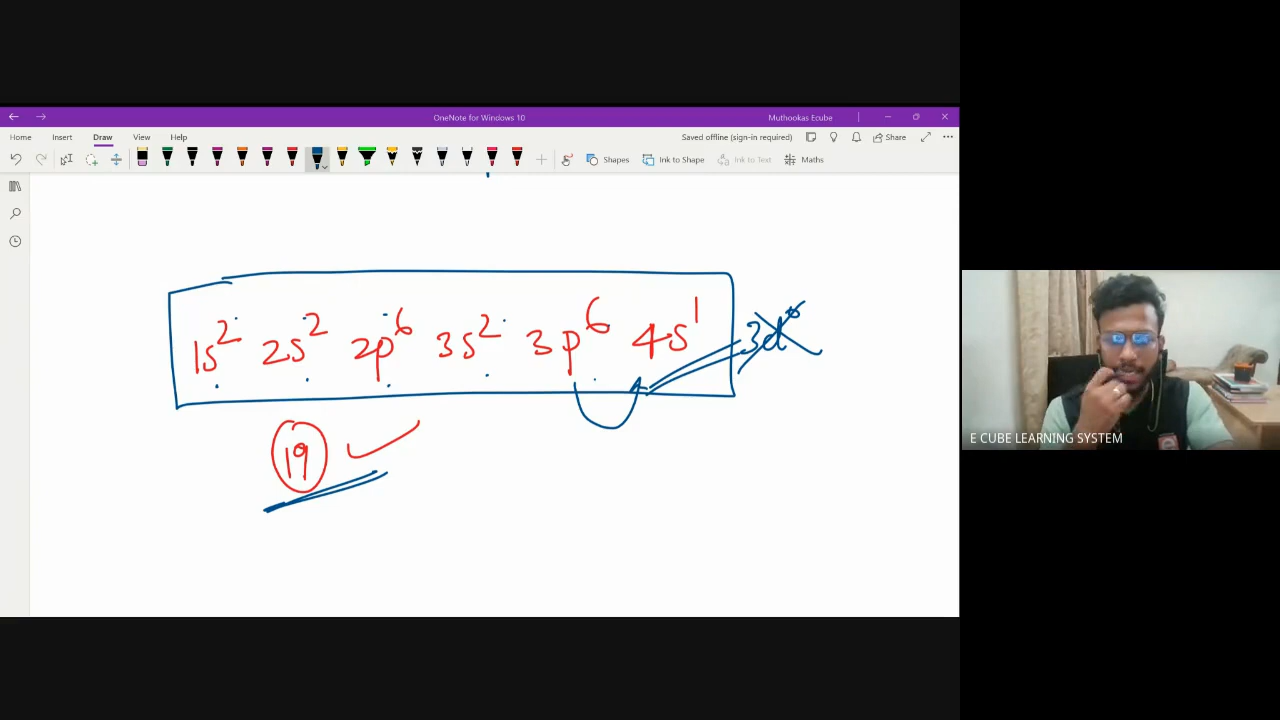 OneNote for Windows 10
Muthookas Ecube
Home Insert Draw View Help
Saved offline (sign-in required)
Share
Shapes Ink to Shape Ink to Text Maths
1s² 2s² 2p⁶ 3s² 3p⁶ 4s¹
19
E CUBE LEARNING SYSTEM